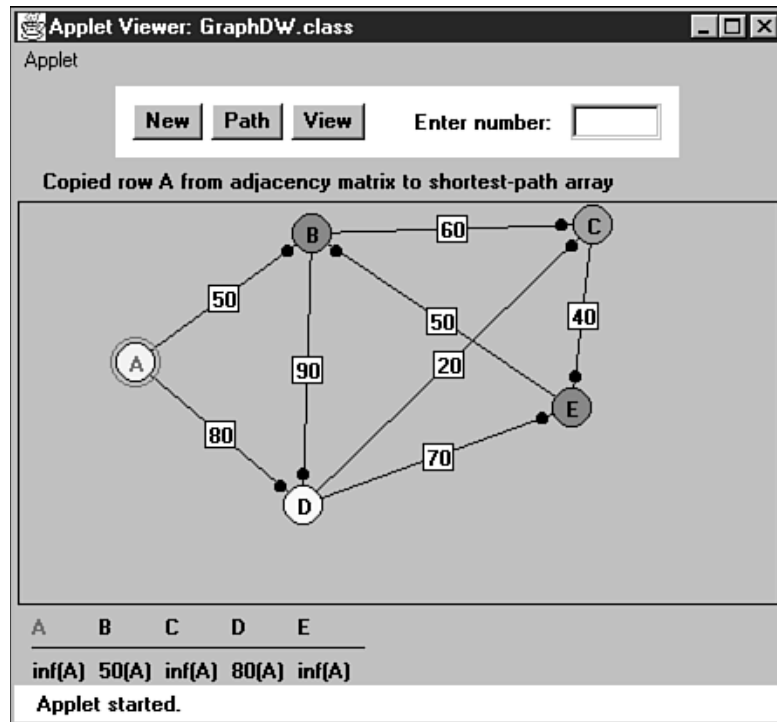 Applet Viewer: GraphDW.class
Applet
New Path View Enter number:
Copied row A from adjacency matrix to shortest-path array
B 60 C
50 50 40
A 90 20
E
80 70
D
A B C D E
inf(A) 50(A) inf(A) 80(A) inf(A)
Applet started.